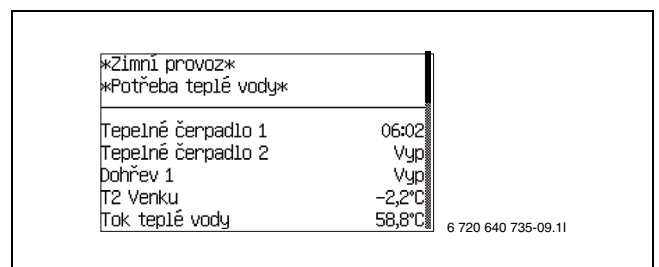 *Zimní provoz*
*Potřeba teplé vody*
Tepelné čerpadlo 1 06:02
Tepelné čerpadlo 2 Vyp
Dohřev 1 Vyp
T2 Venku -2,2°C
Tok teplé vody 58,8°C
6 720 640 735-09.1I